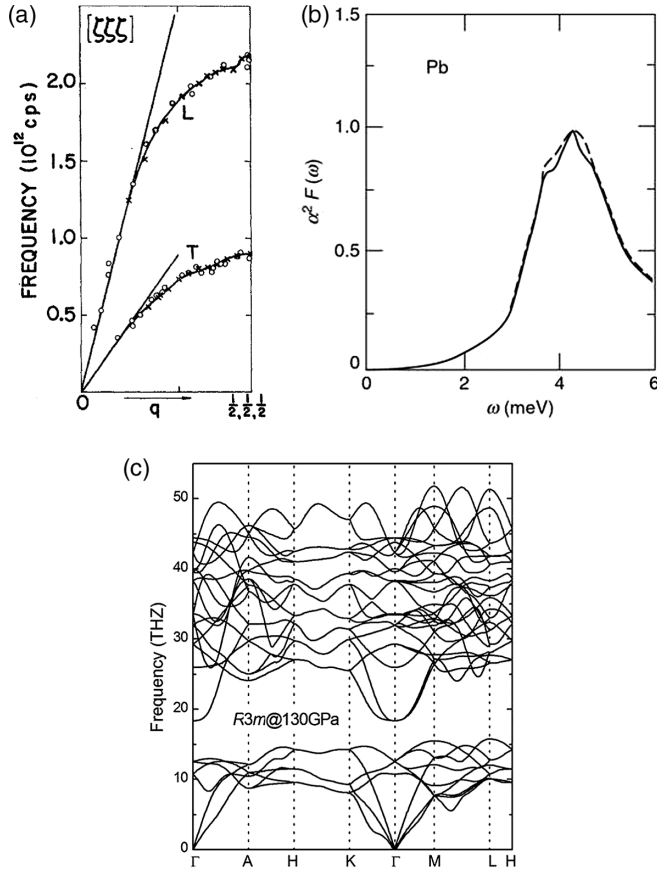 (a)
[ζζζ]
FREQUENCY (10¹² cps)
2.0
1.0
0.5
L
T
0
q
½,½,½
(b)
1.5
1.0
0.5
0
α² F(ω)
Pb
0
2
4
6
ω (meV)
(c)
Frequency (THZ)
50
40
30
20
10
0
R3m@130GPa
Γ
A
H
K
Γ
M
L
H